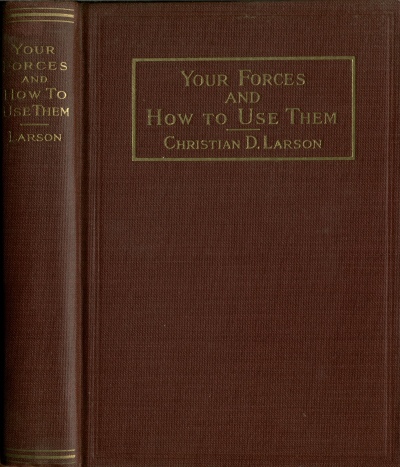 YOUR
FORCES
AND
HOW TO
USE THEM
LARSON
YOUR FORCES
AND
HOW TO USE THEM
CHRISTIAN D. LARSON